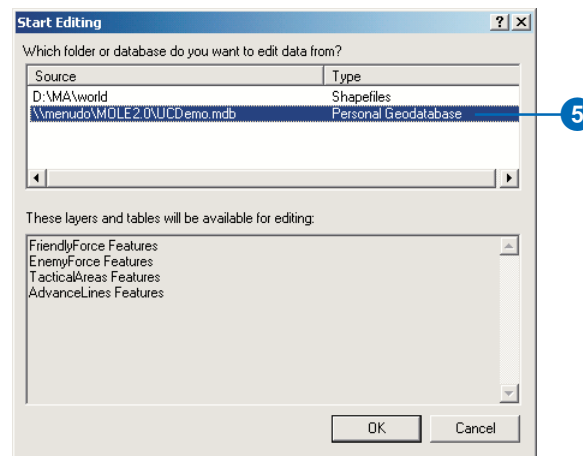 Start Editing
Which folder or database do you want to edit data from?
Source Type
D:\MA\world Shapefiles
\\menudo\MOLE2.0\UCDemo.mdb Personal Geodatabase
5
These layers and tables will be available for editing:
FriendlyForce Features
EnemyForce Features
TacticalAreas Features
AdvanceLines Features
OK Cancel